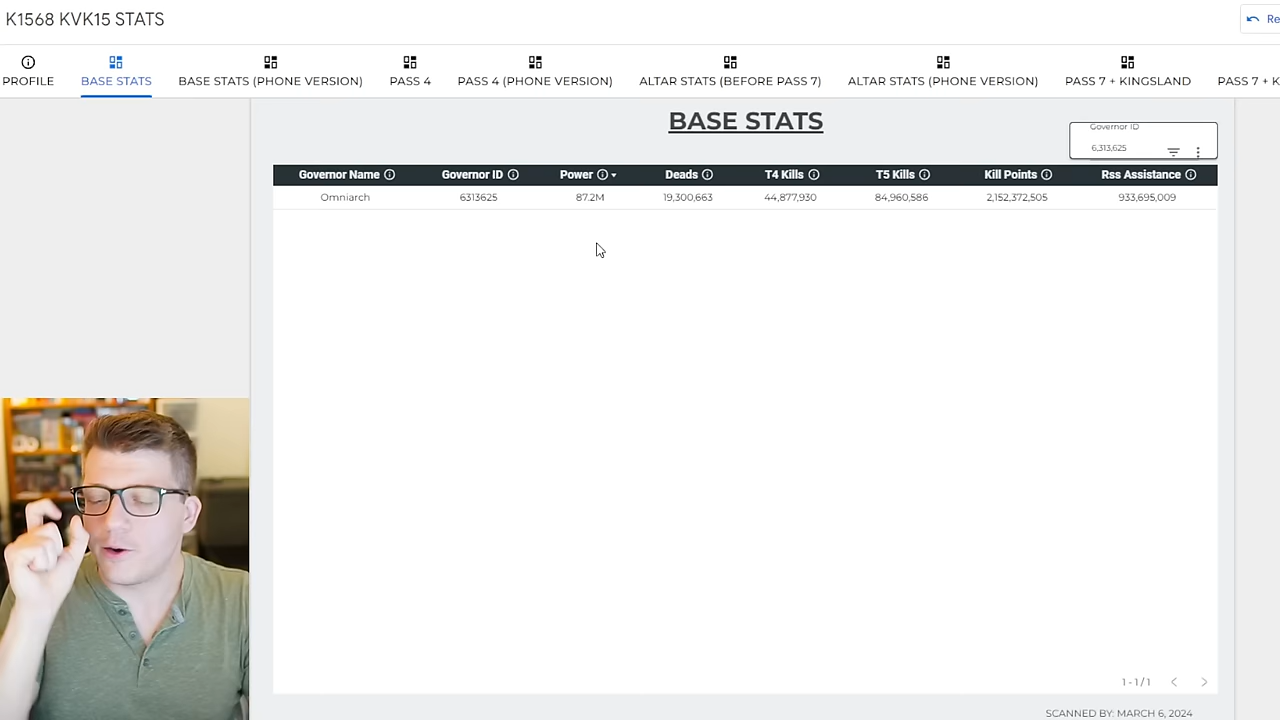 K1568 KVK15 STATS
Re
PROFILE
BASE STATS
BASE STATS (PHONE VERSION)
PASS 4
PASS 4 (PHONE VERSION)
ALTAR STATS (BEFORE PASS 7)
ALTAR STATS (PHONE VERSION)
PASS 7 + KINGSLAND
PASS 7 + K
BASE STATS
Governor ID
6,313,625
Governor Name Governor ID Power Deads T4 Kills T5 Kills Kill Points Rss Assistance
Omniarch 6313625 87.2M 19,300,663 44,877,930 84,960,586 2,152,372,505 933,695,009
1 - 1 / 1
SCANNED BY: MARCH 6, 2024